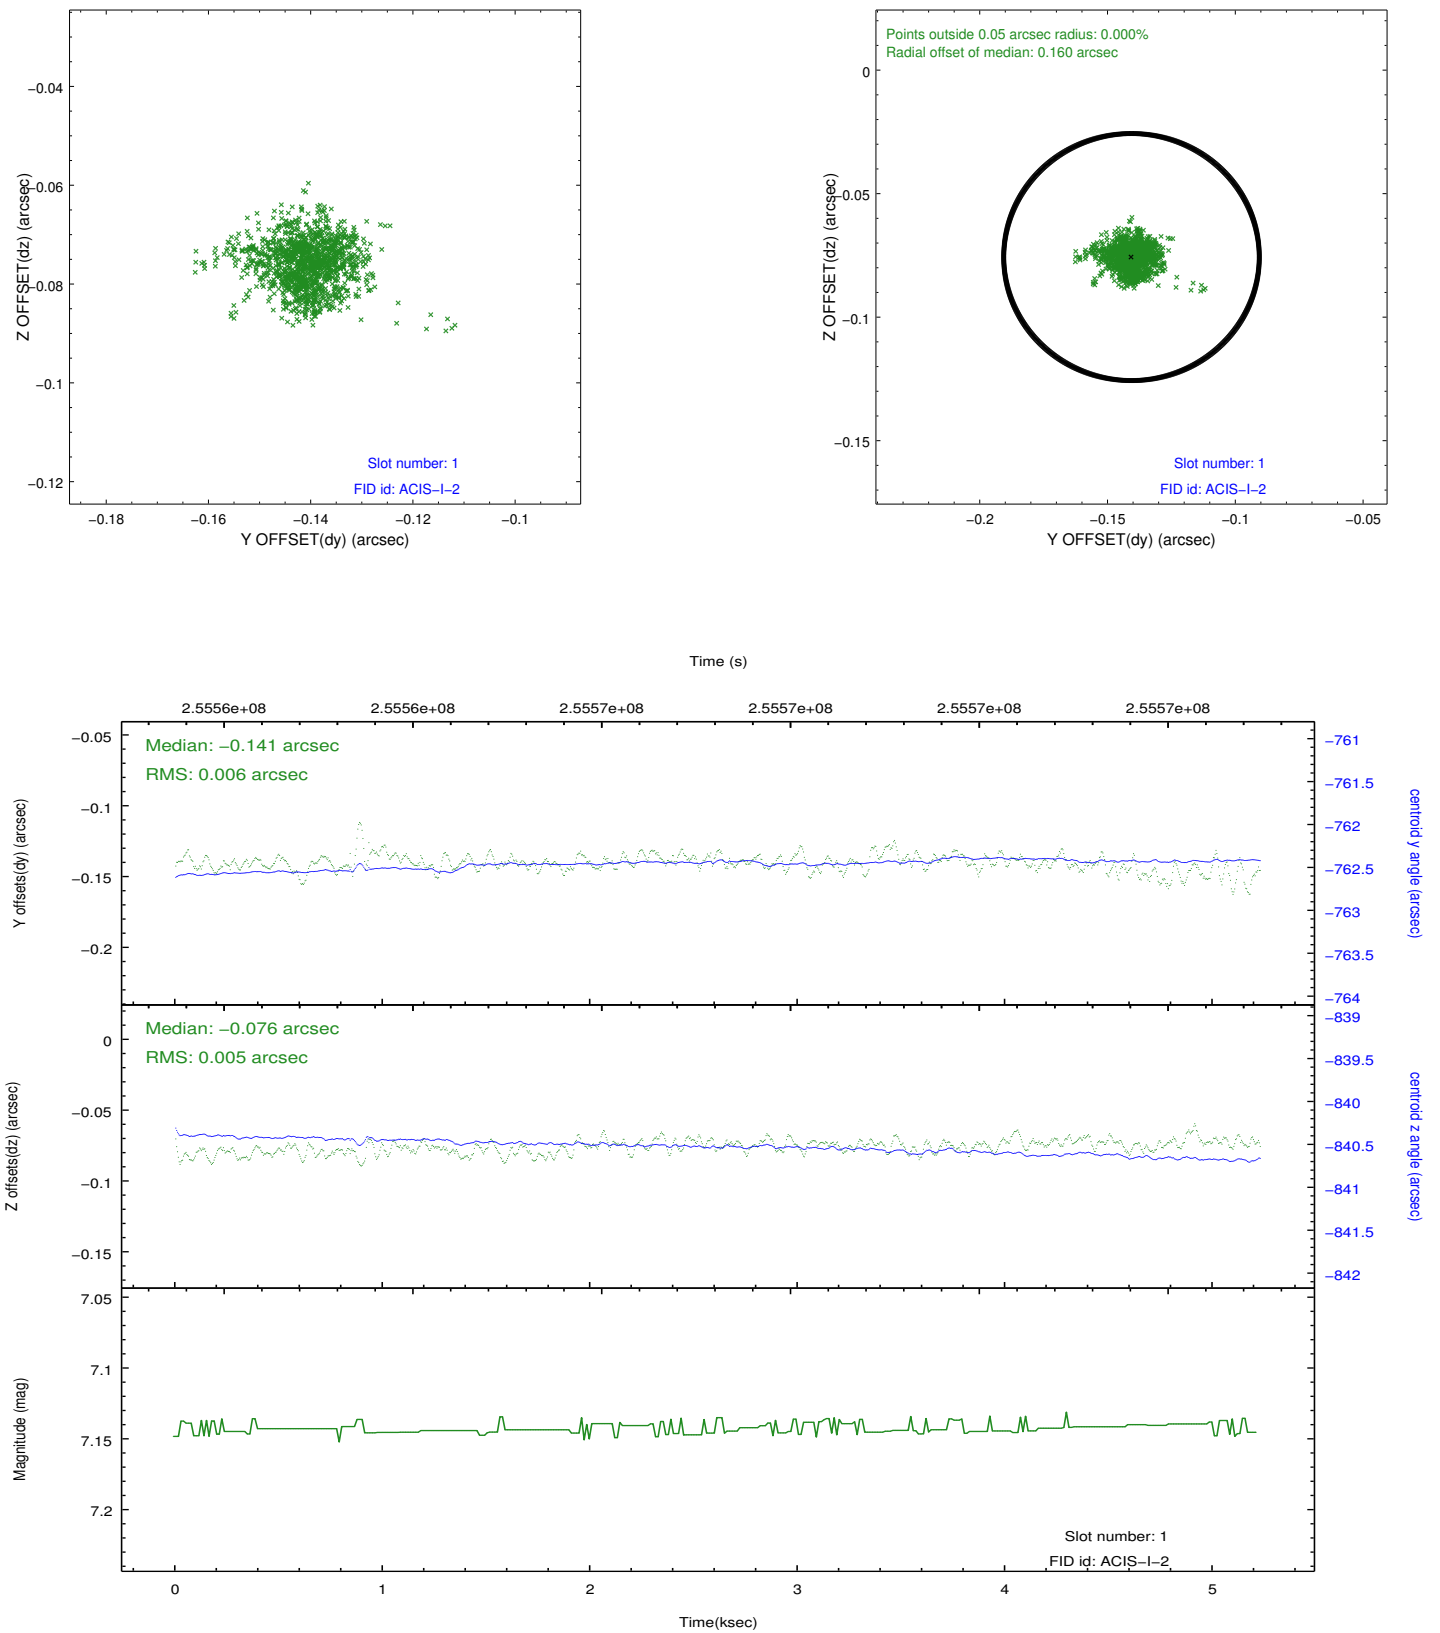 −0.04
−0.06
−0.08
−0.1
−0.12
Z OFFSET(dz) (arcsec)
Slot number: 1
FID id: ACIS−I−2
−0.18
−0.16
−0.14
−0.12
−0.1
Y OFFSET(dy) (arcsec)
Points outside 0.05 arcsec radius: 0.000%
Radial offset of median: 0.160 arcsec
0
−0.05
−0.1
−0.15
Z OFFSET(dz) (arcsec)
Slot number: 1
FID id: ACIS−I−2
−0.2
−0.15
−0.1
−0.05
Y OFFSET(dy) (arcsec)
Time (s)
2.5556e+08
2.5556e+08
2.5557e+08
2.5557e+08
2.5557e+08
2.5557e+08
Median: −0.141 arcsec
RMS: 0.006 arcsec
−0.05
−0.1
−0.15
−0.2
Y offsets(dy) (arcsec)
−761
−761.5
−762
−762.5
−763
−763.5
−764
centroid y angle (arcsec)
Median: −0.076 arcsec
RMS: 0.005 arcsec
0
−0.05
−0.1
−0.15
Z offsets(dz) (arcsec)
−839
−839.5
−840
−840.5
−841
−841.5
−842
centroid z angle (arcsec)
7.05
7.1
7.15
7.2
Magnitude (mag)
Slot number: 1
FID id: ACIS−I−2
0
1
2
3
4
5
Time(ksec)